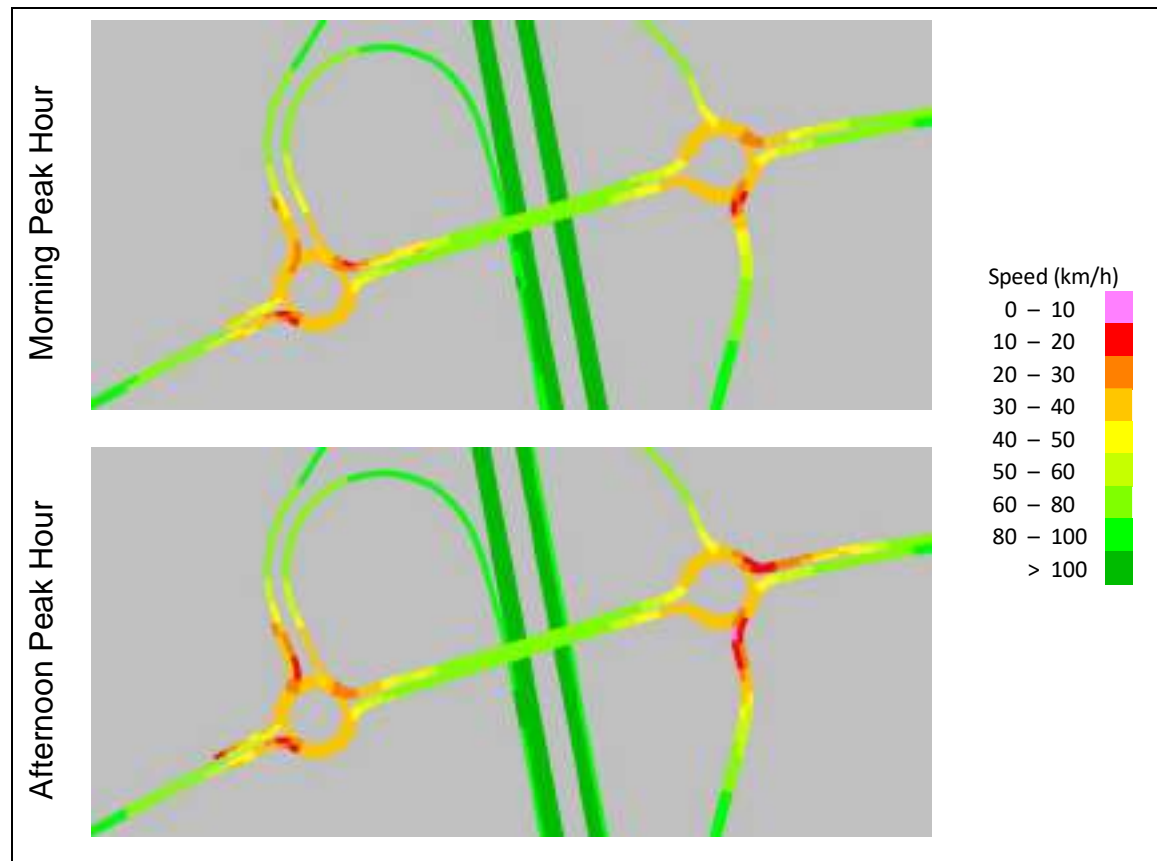 Morning Peak Hour
Afternoon Peak Hour
Speed (km/h)
0 – 10
10 – 20
20 – 30
30 – 40
40 – 50
50 – 60
60 – 80
80 – 100
> 100